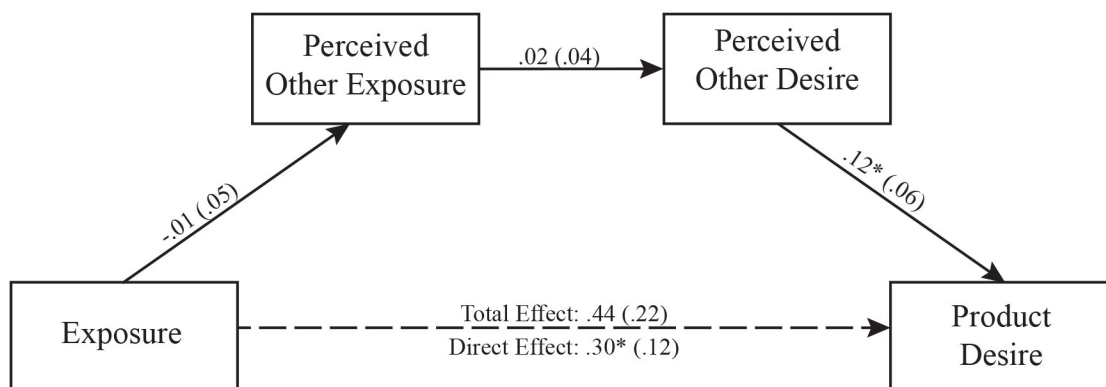 Perceived
Other Exposure
.02 (.04)
Perceived
Other Desire
-.01 (.05)
.12* (.06)
Exposure
Total Effect: .44 (.22)
Direct Effect: .30* (.12)
Product
Desire